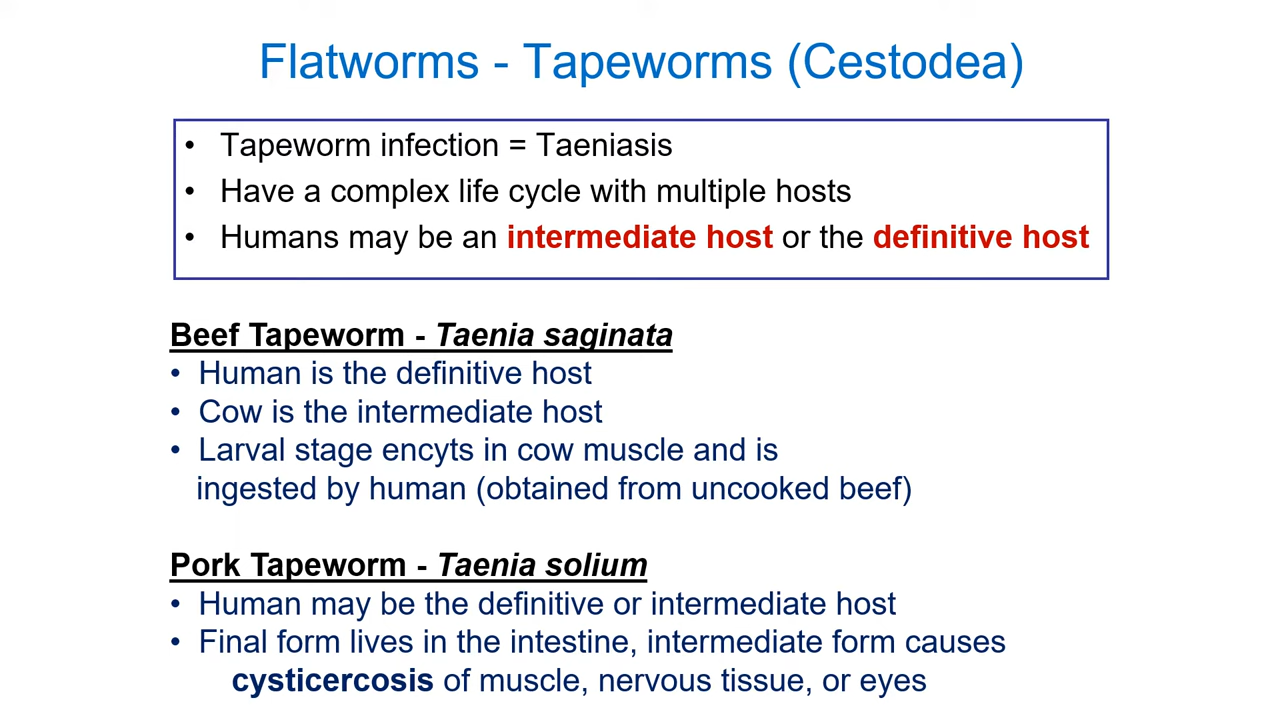 Flatworms - Tapeworms (Cestodea)
• Tapeworm infection = Taeniasis
• Have a complex life cycle with multiple hosts
• Humans may be an intermediate host or the definitive host
Beef Tapeworm - Taenia saginata
• Human is the definitive host
• Cow is the intermediate host
• Larval stage encyts in cow muscle and is
ingested by human (obtained from uncooked beef)
Pork Tapeworm - Taenia solium
• Human may be the definitive or intermediate host
• Final form lives in the intestine, intermediate form causes
cysticercosis of muscle, nervous tissue, or eyes